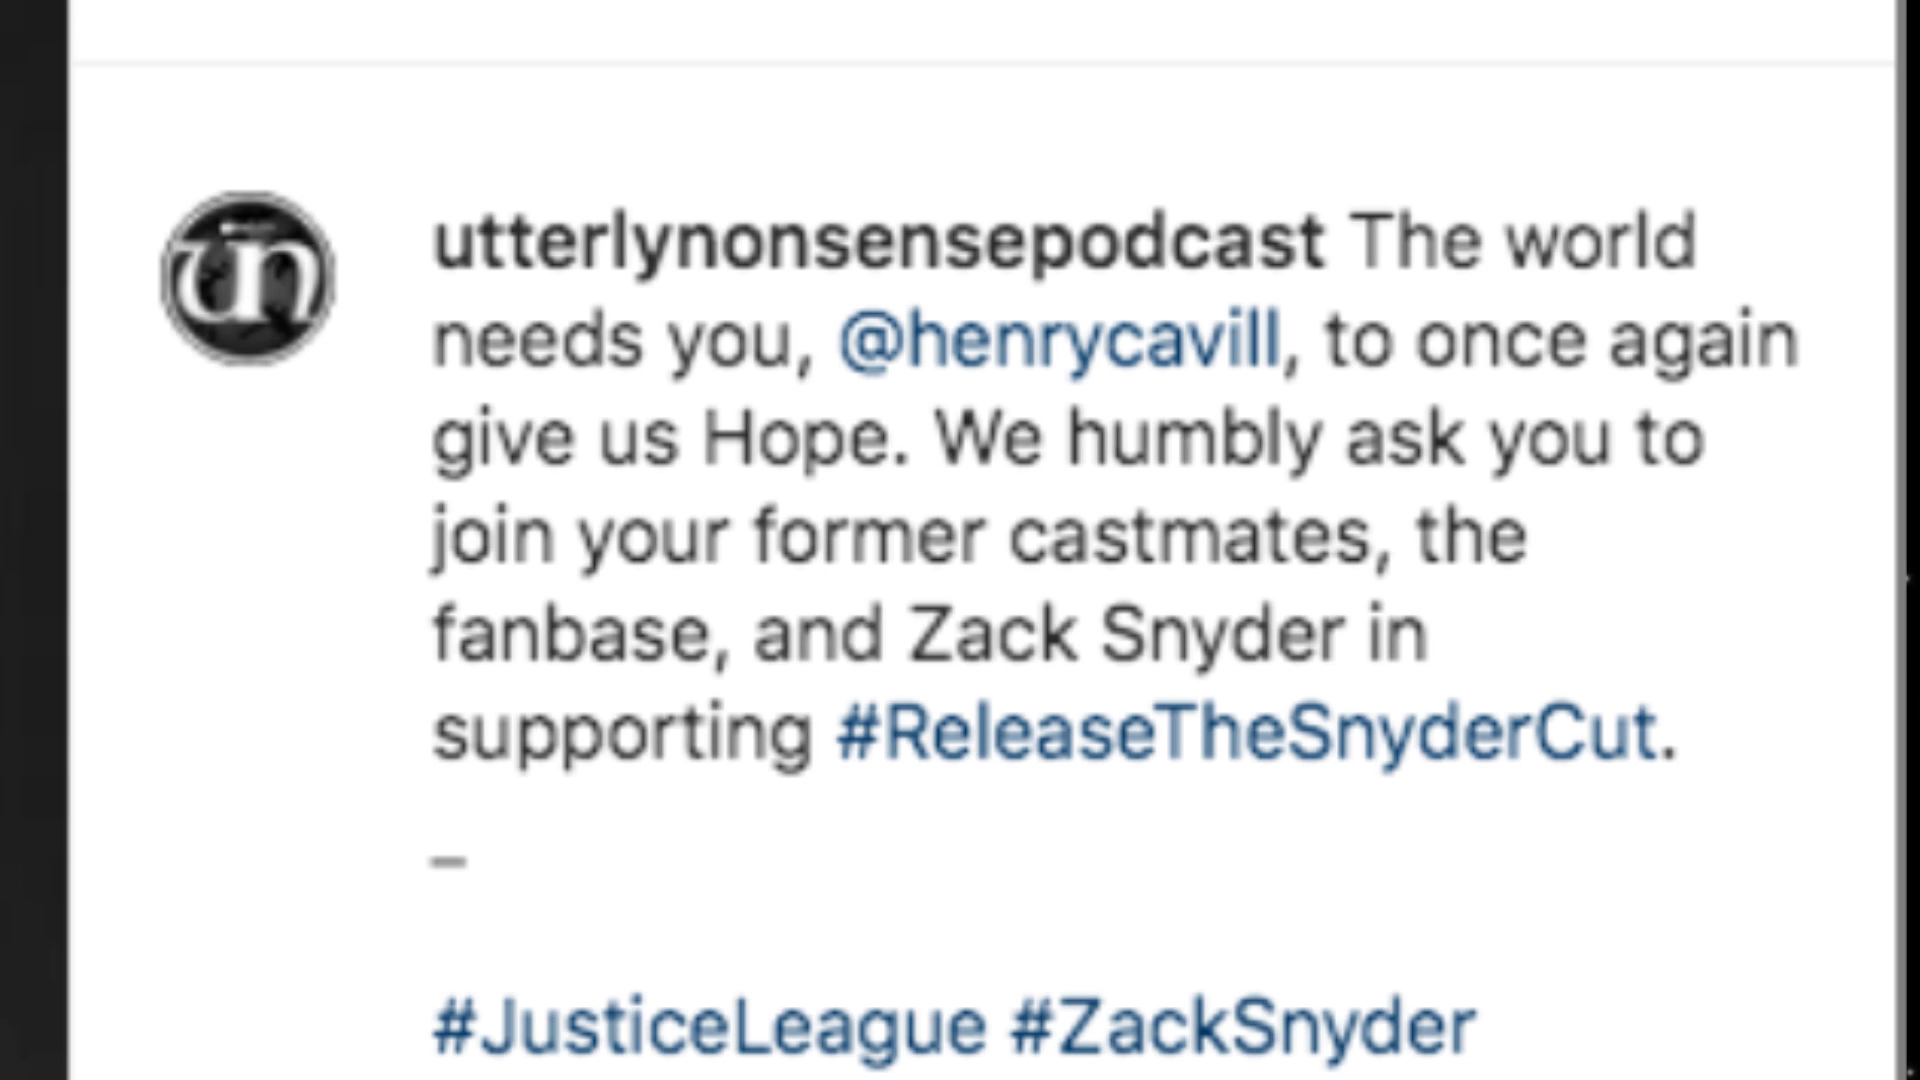 utterlynonsensepodcast The world
needs you, @henrycavill, to once again
give us Hope. We humbly ask you to
join your former castmates, the
fanbase, and Zack Snyder in
supporting #ReleaseTheSnyderCut.
–
#JusticeLeague #ZackSnyder